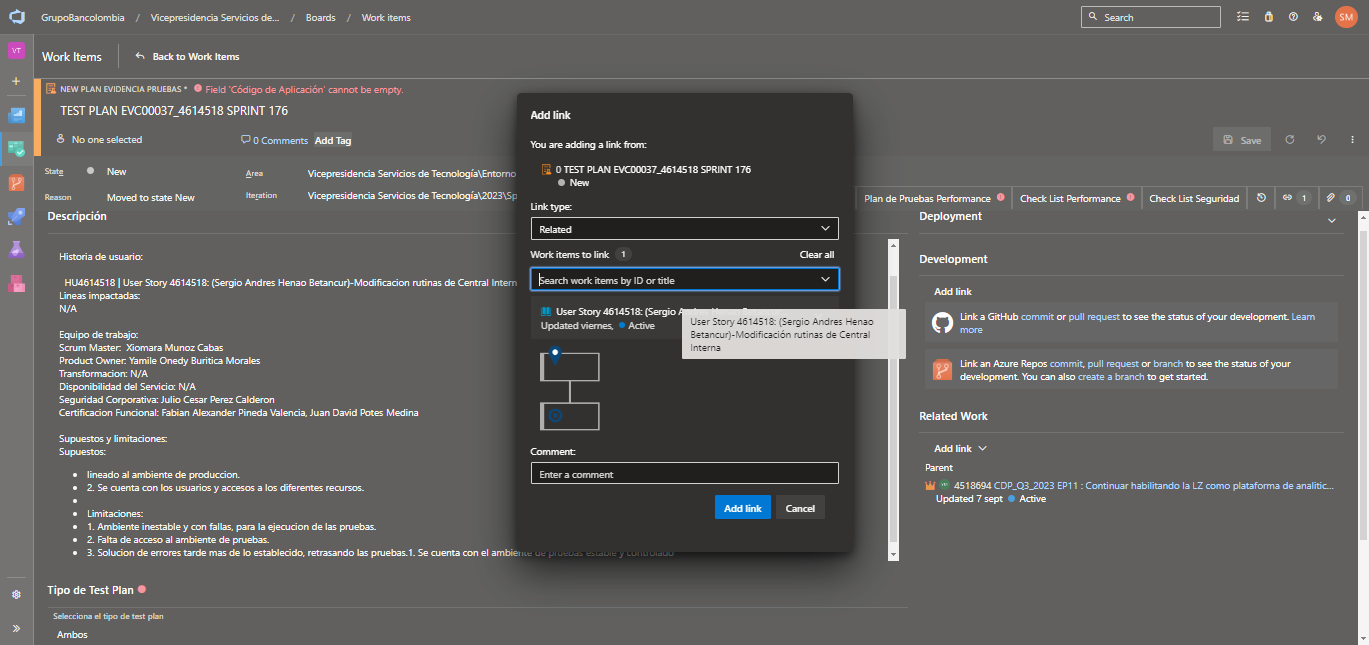 GrupoBancolombia / Vicepresidencia Servicios de... / Boards / Work items
Search
SM
VT
Work Items
Back to Work Items
NEW PLAN EVIDENCIA PRUEBAS * Field 'Código de Aplicación' cannot be empty.
TEST PLAN EVC00037_4614518 SPRINT 176
No one selected
0 Comments
Add Tag
Save
State
New
Area
Vicepresidencia Servicios de Tecnología\Entorno
Reason
Moved to state New
Iteration
Vicepresidencia Servicios de Tecnología\2023\Sp
Plan de Pruebas Performance
Check List Performance
Check List Seguridad
1
0
Descripción
Historia de usuario:
HU4614518 | User Story 4614518: (Sergio Andres Henao Betancur)-Modificacion rutinas de Central Intern
Lineas impactadas:
N/A
Equipo de trabajo:
Scrum Master: Xiomara Munoz Cabas
Product Owner: Yamile Onedy Buritica Morales
Transformacion: N/A
Disponibilidad del Servicio: N/A
Seguridad Corporativa: Julio Cesar Perez Calderon
Certificacion Funcional: Fabian Alexander Pineda Valencia, Juan David Potes Medina
Supuestos y limitaciones:
Supuestos:
• lineado al ambiente de produccion.
• 2. Se cuenta con los usuarios y accesos a los diferentes recursos.
•
• Limitaciones:
• 1. Ambiente inestable y con fallas, para la ejecucion de las pruebas.
• 2. Falta de acceso al ambiente de pruebas.
• 3. Solucion de errores tarde mas de lo establecido, retrasando las pruebas.1. Se cuenta con el ambiente de pruebas estable y controlado
Tipo de Test Plan
Selecciona el tipo de test plan
Ambos
Add link
You are adding a link from:
0 TEST PLAN EVC00037_4614518 SPRINT 176
New
Link type:
Related
Work items to link 1
Clear all
Search work items by ID or title
User Story 4614518: (Sergio An
Updated viernes, Active
User Story 4614518: (Sergio Andres Henao
Betancur)-Modificación rutinas de Central
Interna
Comment:
Enter a comment
Add link
Cancel
Deployment
Development
Add link
Link a GitHub commit or pull request to see the status of your development. Learn
more
Link an Azure Repos commit, pull request or branch to see the status of your
development. You can also create a branch to get started.
Related Work
Add link
Parent
4518694 CDP_Q3_2023 EP11 : Continuar habilitando la LZ como plataforma de analitic...
Updated 7 sept Active